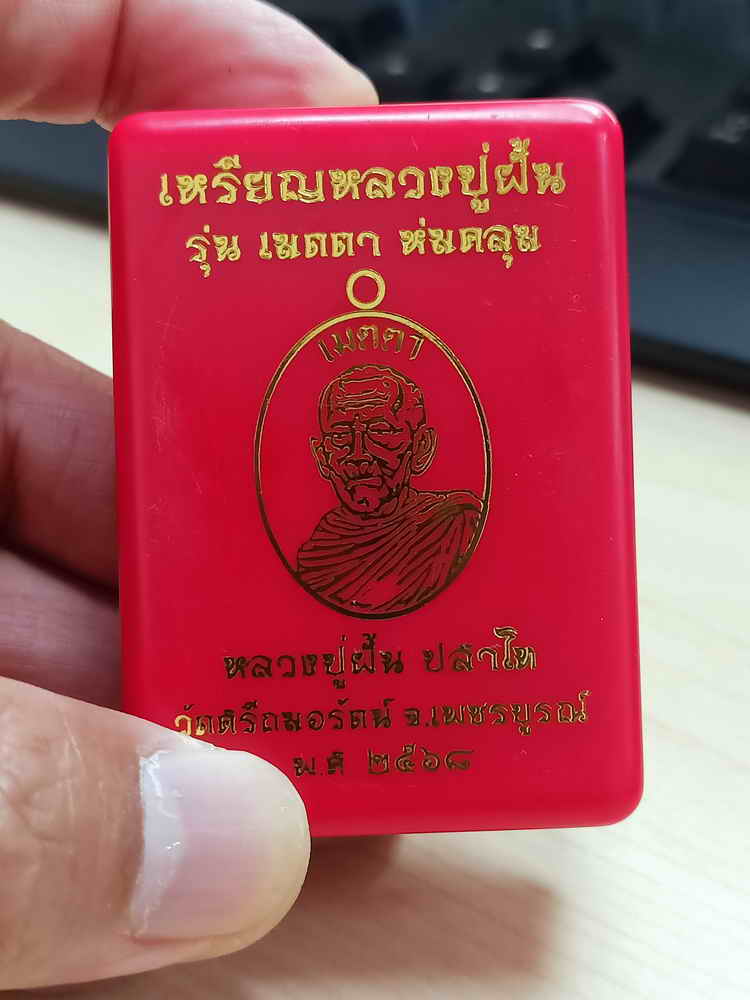 เหรียญหลวงปู่ฝั้น
รุ่น เมตตา ห่มคลุม
เมตตา
หลวงปู่ฝั้น ปลาโท
วัดศรีถมอรัตน์ จ.เพชรบูรณ์
พ.ศ ๒๕๖๘